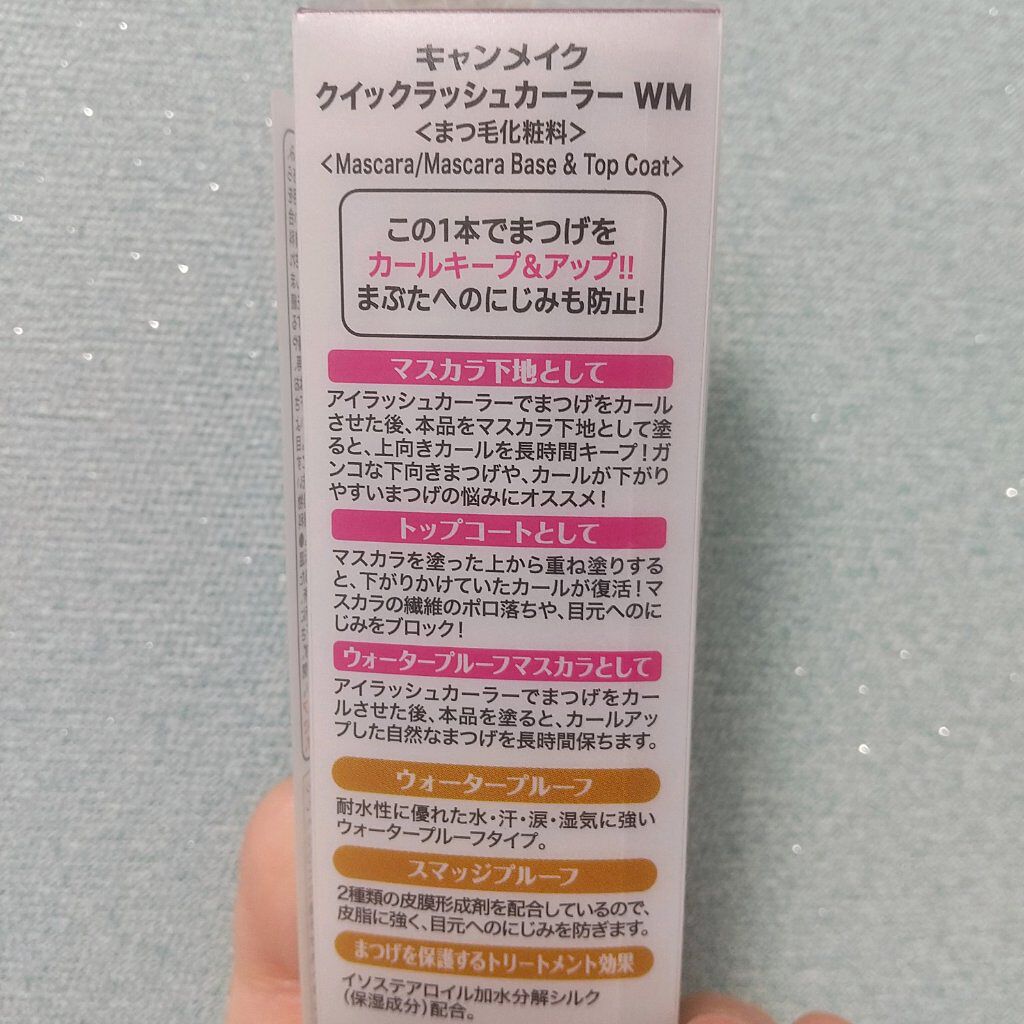 キャンメイク
クイックラッシュカーラー WM
<まつ毛化粧料>
<Mascara/Mascara Base & Top Coat>
この1本でまつげを
カールキープ&アップ!!
まぶたへのにじみも防止!
マスカラ下地として
アイラッシュカーラーでまつげをカール
させた後、本品をマスカラ下地として塗
ると、上向きカールを長時間キープ!ガ
ンコな下向きまつげや、カールが下がり
やすいまつげの悩みにオススメ!
トップコートとして
マスカラを塗った上から重ね塗りする
と、下がりかけていたカールが復活!マ
スカラの繊維のポロ落ちや、目元へのに
じみをブロック!
ウォータープルーフマスカラとして
アイラッシュカーラーでまつげをカー
ルさせた後、本品を塗ると、カールアッ
プした自然なまつげを長時間保ちます。
ウォータープルーフ
耐水性に優れた水・汗・涙・湿気に強い
ウォータープルーフタイプ。
スマッジプルーフ
2種類の皮膜形成剤を配合しているので、
皮脂に強く、目元へのにじみを防ぎます。
まつげを保護するトリートメント効果
イソステアロイル加水分解シルク
(保湿成分)配合。